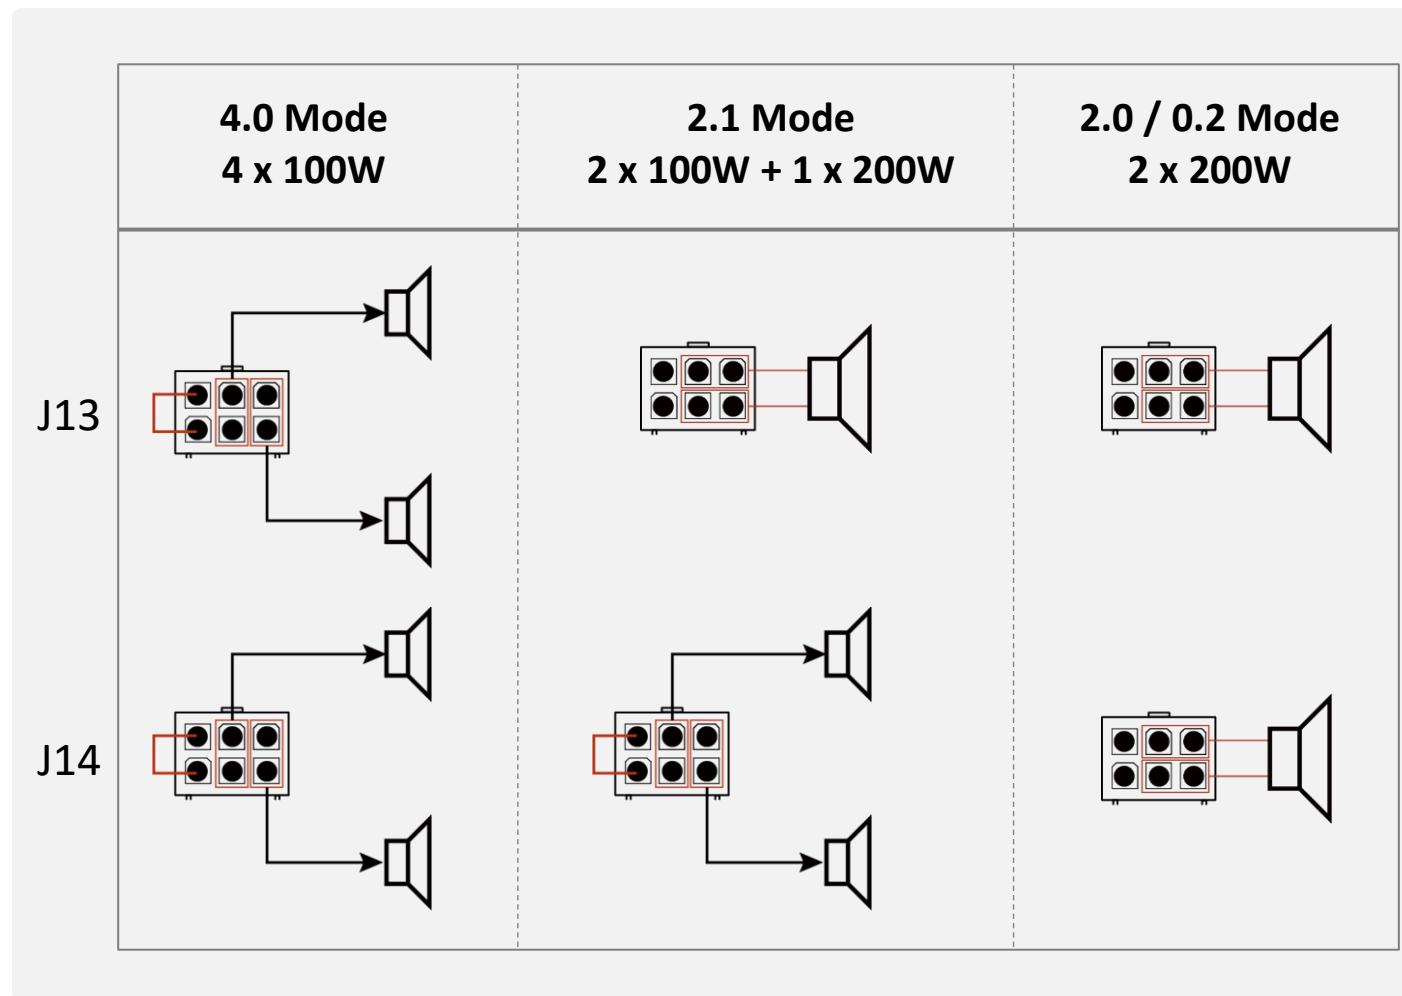 4.0 Mode
4 x 100W
2.1 Mode
2 x 100W + 1 x 200W
2.0 / 0.2 Mode
2 x 200W
J13
J14